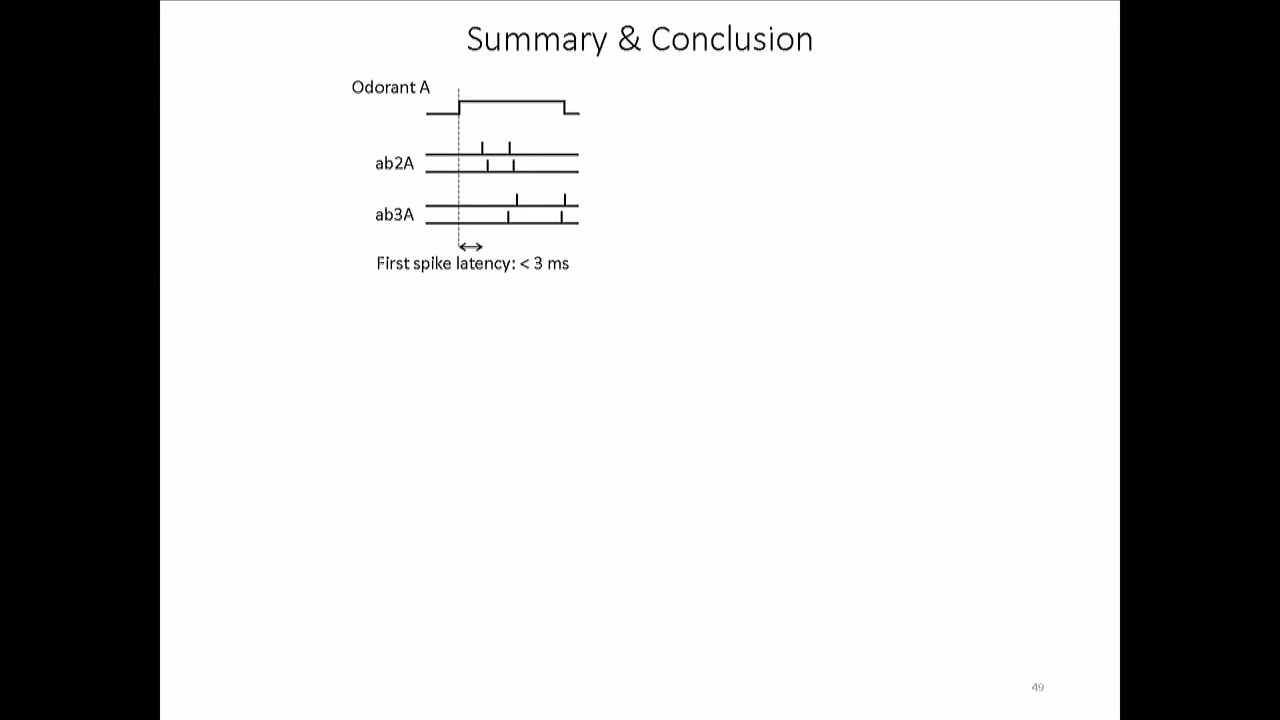 Summary & Conclusion
Odorant A
ab2A
ab3A
First spike latency: < 3 ms
49